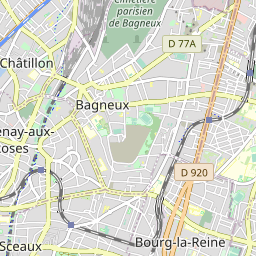 Cimetière
parisien
de Bagneux
D 77A
Châtillon
Bagneux
enay-aux-
oses
D 920
Bourg-la-Reine
Sceaux